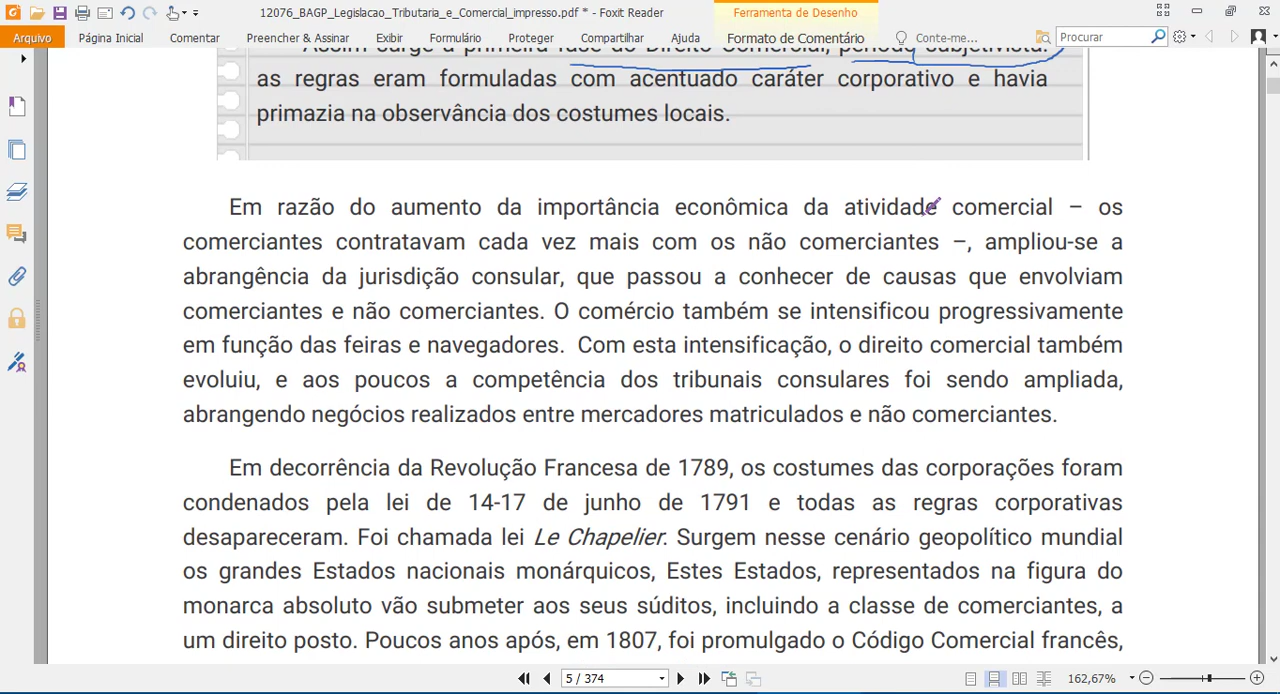 12076_BAGP_Legislacao_Tributaria_e_Comercial_impresso.pdf * - Foxit Reader
Ferramenta de Desenho
Arquivo Página Inicial Comentar Preencher & Assinar Exibir Formulário Proteger Compartilhar Ajuda Formato de Comentário Conte-me... Procurar
Assim surge a primeira fase do Direito Comercial, período subjetivista:
as regras eram formuladas com acentuado caráter corporativo e havia
primazia na observância dos costumes locais.
Em razão do aumento da importância econômica da atividade comercial – os
comerciantes contratavam cada vez mais com os não comerciantes –, ampliou-se a
abrangência da jurisdição consular, que passou a conhecer de causas que envolviam
comerciantes e não comerciantes. O comércio também se intensificou progressivamente
em função das feiras e navegadores. Com esta intensificação, o direito comercial também
evoluiu, e aos poucos a competência dos tribunais consulares foi sendo ampliada,
abrangendo negócios realizados entre mercadores matriculados e não comerciantes.
Em decorrência da Revolução Francesa de 1789, os costumes das corporações foram
condenados pela lei de 14-17 de junho de 1791 e todas as regras corporativas
desapareceram. Foi chamada lei Le Chapelier. Surgem nesse cenário geopolítico mundial
os grandes Estados nacionais monárquicos, Estes Estados, representados na figura do
monarca absoluto vão submeter aos seus súditos, incluindo a classe de comerciantes, a
um direito posto. Poucos anos após, em 1807, foi promulgado o Código Comercial francês,
5 / 374
162,67%